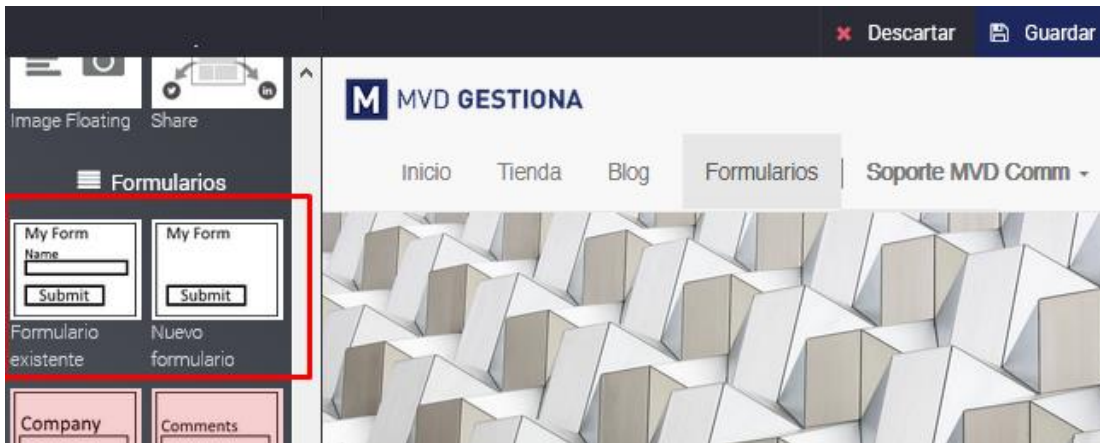 Descartar
Guardar
Image Floating
Share
Formularios
My Form
Name
Submit
Formulario
existente
My Form
Submit
Nuevo
formulario
Company
Comments
M MVD GESTIONA
Inicio
Tienda
Blog
Formularios
Soporte MVD Comm